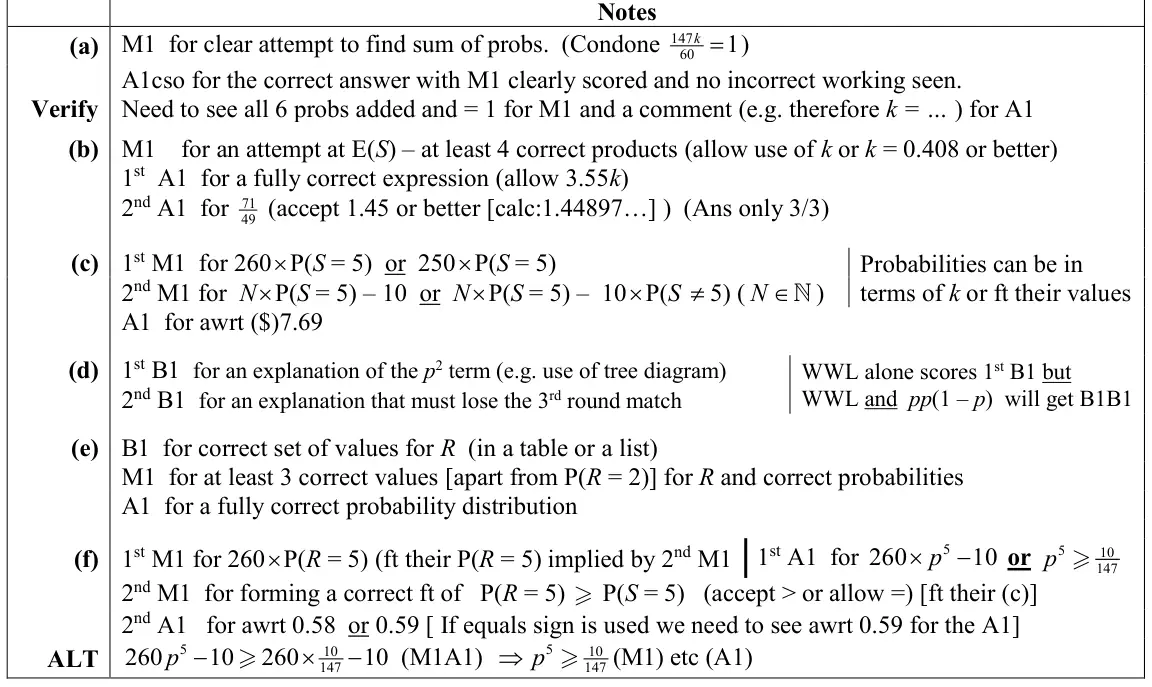 Notes
(a) M1 for clear attempt to find sum of probs. (Condone 147k/60 = 1)
A1cso for the correct answer with M1 clearly scored and no incorrect working seen.
Verify Need to see all 6 probs added and = 1 for M1 and a comment (e.g. therefore k = ... ) for A1
(b) M1 for an attempt at E(S) – at least 4 correct products (allow use of k or k = 0.408 or better)
1st A1 for a fully correct expression (allow 3.55k)
2nd A1 for 71/49 (accept 1.45 or better [calc:1.44897…] ) (Ans only 3/3)
(c) 1st M1 for 260×P(S = 5) or 250×P(S = 5) Probabilities can be in
2nd M1 for N×P(S = 5) – 10 or N×P(S = 5) – 10×P(S ≠ 5) ( N ∈ ℕ ) terms of k or ft their values
A1 for awrt ($)7.69
(d) 1st B1 for an explanation of the p² term (e.g. use of tree diagram) WWL alone scores 1st B1 but
2nd B1 for an explanation that must lose the 3rd round match WWL and pp(1 – p) will get B1B1
(e) B1 for correct set of values for R (in a table or a list)
M1 for at least 3 correct values [apart from P(R = 2)] for R and correct probabilities
A1 for a fully correct probability distribution
(f) 1st M1 for 260×P(R = 5) (ft their P(R = 5) implied by 2nd M1 | 1st A1 for 260× p⁵ −10 or p⁵ ⩾ 10/147
2nd M1 for forming a correct ft of P(R = 5) ⩾ P(S = 5) (accept > or allow =) [ft their (c)]
2nd A1 for awrt 0.58 or 0.59 [ If equals sign is used we need to see awrt 0.59 for the A1]
ALT 260p⁵ −10 ⩾ 260× 10/147 −10 (M1A1) ⇒ p⁵ ⩾ 10/147 (M1) etc (A1)